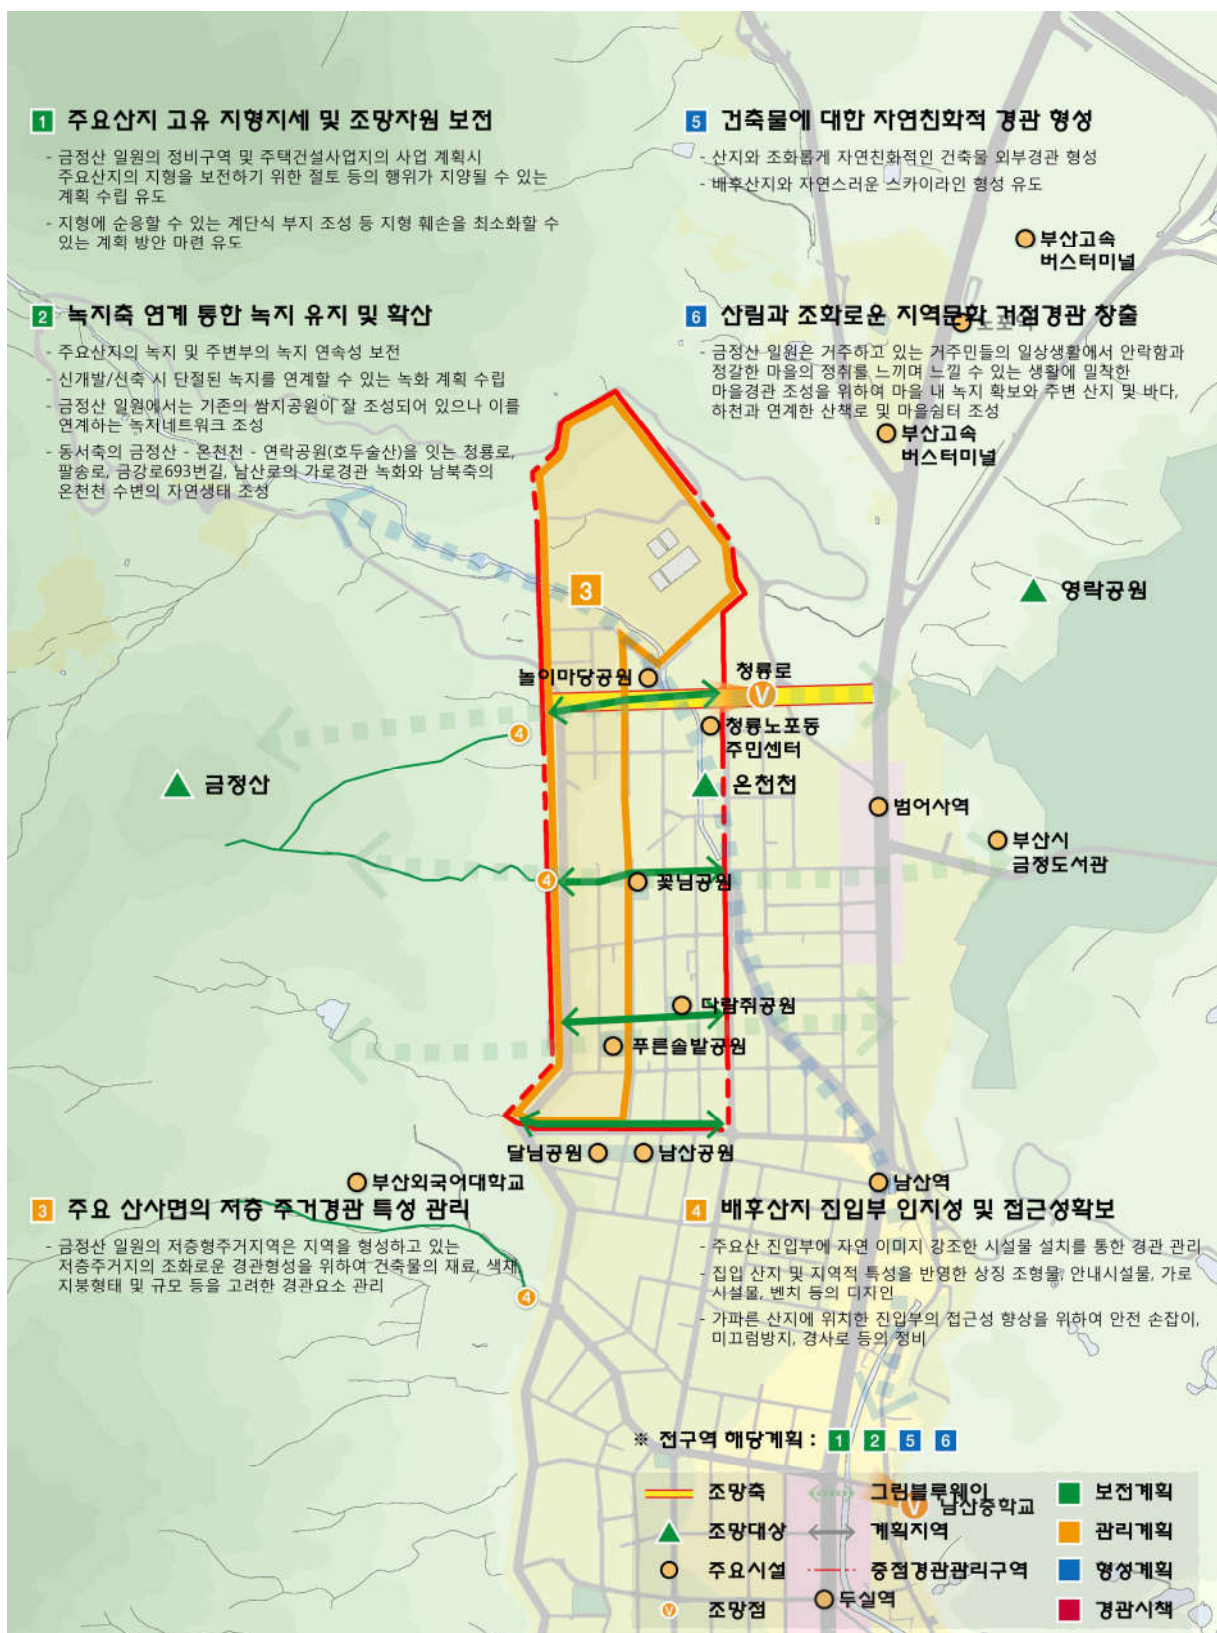 1 주요산지 고유 지형지세 및 조망자원 보전
- 금정산 일원의 정비구역 및 주택건설사업지의 사업 계획시
주요산지의 지형을 보전하기 위한 절토 등의 행위가 지양될 수 있는
계획 수립 유도
- 지형에 순응할 수 있는 계단식 부지 조성 등 지형 훼손을 최소화할 수
있는 계획 방안 마련 유도
5 건축물에 대한 자연친화적 경관 형성
- 산지와 조화롭게 자연친화적인 건축물 외부경관 형성
- 배후산지와 자연스러운 스카이라인 형성 유도
부산고속
버스터미널
2 녹지축 연계 통한 녹지 유지 및 확산
- 주요산지의 녹지 및 주변부의 녹지 연속성 보전
- 신개발/신축 시 단절된 녹지를 연계할 수 있는 녹화 계획 수립
- 금정산 일원에서는 기존의 쌈지공원이 잘 조성되어 있으나 이를
연계하는 녹지네트워크 조성
- 동서축의 금정산 - 온천천 - 연락공원(호두술산)을 잇는 청룡로,
팔송로, 금강로693번길, 남산로의 가로경관 녹화와 남북축의
온천천 수변의 자연생태 조성
6 산림과 조화로운 지역문화 거점경관 창출
노포역
- 금정산 일원은 거주하고 있는 거주민들의 일상생활에서 안락함과
정갈한 마을의 정취를 느끼며 느낄 수 있는 생활에 밀착한
마을경관 조성을 위하여 마을 내 녹지 확보와 주변 산지 및 바다,
하천과 연계한 산책로 및 마을쉼터 조성
부산고속
버스터미널
3
영락공원
놀이마당공원
청룡로
V
4
청룡노포동
주민센터
금정산
온천천
범어사역
부산시
금정도서관
4
꽃님공원
다람쥐공원
푸른솔밭공원
달님공원
남산공원
부산외국어대학교
남산역
3 주요 산사면의 저층 주거경관 특성 관리
- 금정산 일원의 저층형주거지역은 지역을 형성하고 있는
저층주거지의 조화로운 경관형성을 위하여 건축물의 재료, 색채,
지붕형태 및 규모 등을 고려한 경관요소 관리
4
4 배후산지 진입부 인지성 및 접근성확보
- 주요산 진입부에 자연 이미지 강조한 시설물 설치를 통한 경관 관리
- 집입 산지 및 지역적 특성을 반영한 상징 조형물, 안내시설물, 가로
시설물, 벤치 등의 디자인
- 가파른 산지에 위치한 진입부의 접근성 향상을 위하여 안전 손잡이,
미끄럼방지, 경사로 등의 정비
※ 전구역 해당계획 : 1 2 5 6
조망축 그린블루웨이 보전계획
V 남산중학교
조망대상 계획지역 관리계획
주요시설 중점경관관리구역 형성계획
V 조망점 두실역 경관시책